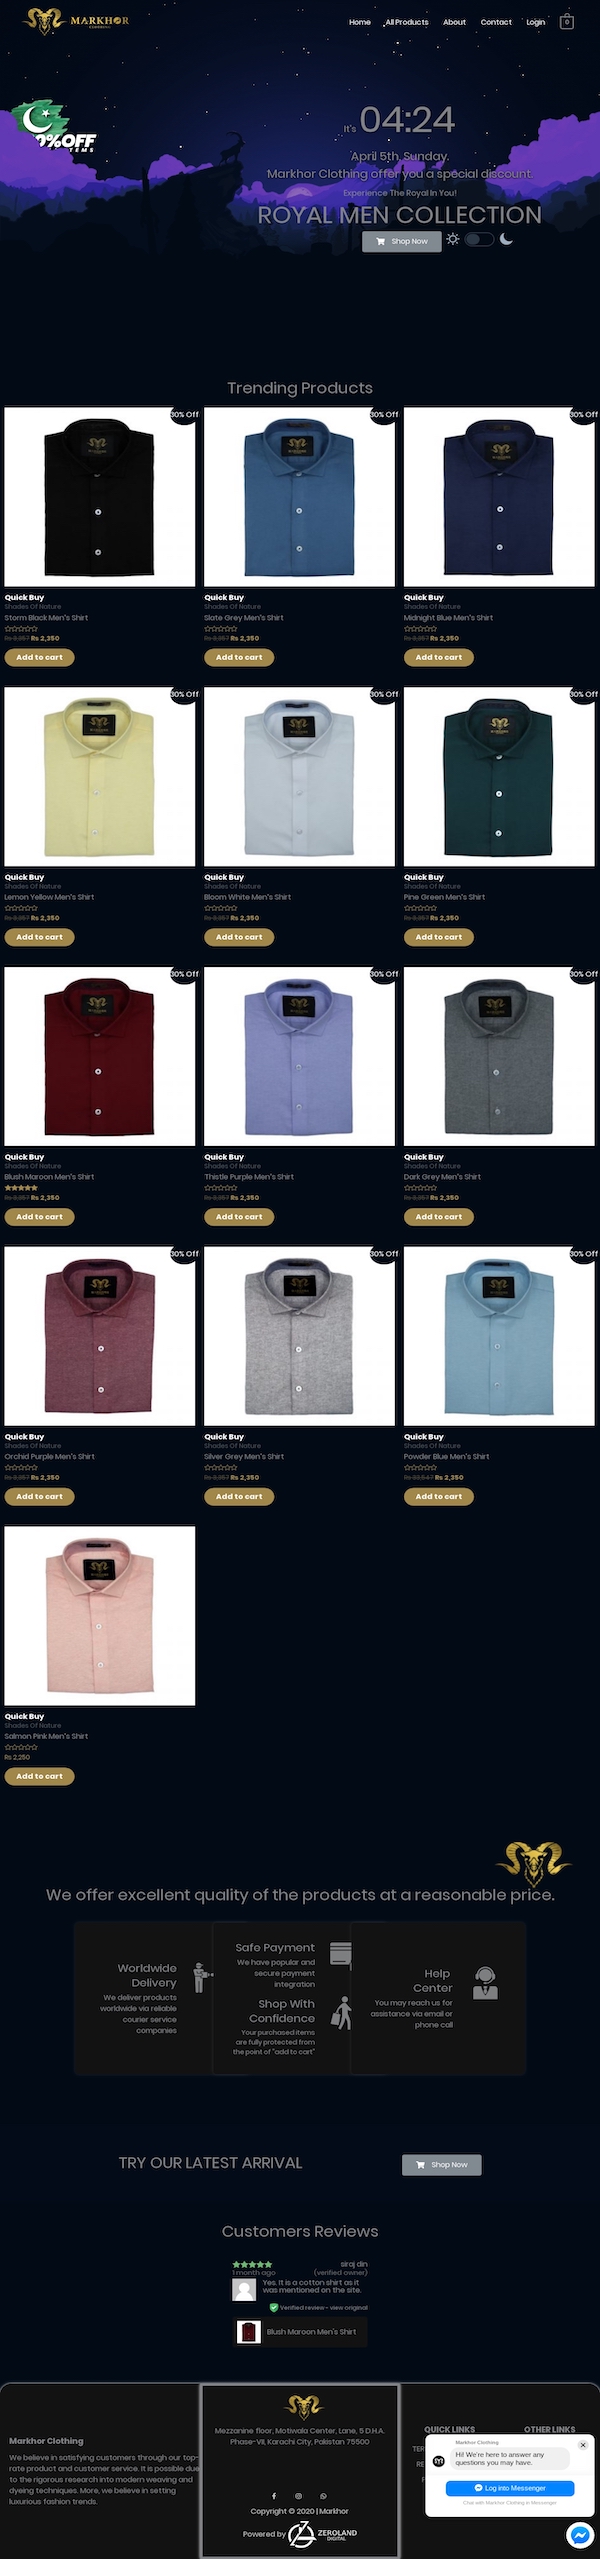 MARKHOR
CLOTHING
Home
All Products
About
Contact
Login
0
0%OFF
It's 04:24
April 5th, Sunday.
Markhor Clothing offer you a special discount.
Experience The Royal In You!
ROYAL MEN COLLECTION
Shop Now
Trending Products
30% Off
30% Off
30% Off
Quick Buy
Shades Of Nature
Storm Black Men's Shirt
₨ 3,357 ₨ 2,350
Add to cart
Quick Buy
Shades Of Nature
Slate Grey Men's Shirt
₨ 3,357 ₨ 2,350
Add to cart
Quick Buy
Shades Of Nature
Midnight Blue Men's Shirt
₨ 3,357 ₨ 2,350
Add to cart
30% Off
30% Off
30% Off
Quick Buy
Shades Of Nature
Lemon Yellow Men's Shirt
₨ 3,357 ₨ 2,350
Add to cart
Quick Buy
Shades Of Nature
Bloom White Men's Shirt
₨ 3,357 ₨ 2,350
Add to cart
Quick Buy
Shades Of Nature
Pine Green Men's Shirt
₨ 3,357 ₨ 2,350
Add to cart
30% Off
30% Off
30% Off
Quick Buy
Shades Of Nature
Blush Maroon Men's Shirt
₨ 3,357 ₨ 2,350
Add to cart
Quick Buy
Shades Of Nature
Thistle Purple Men's Shirt
₨ 3,357 ₨ 2,350
Add to cart
Quick Buy
Shades Of Nature
Dark Grey Men's Shirt
₨ 3,357 ₨ 2,350
Add to cart
30% Off
30% Off
30% Off
Quick Buy
Shades Of Nature
Orchid Purple Men's Shirt
₨ 3,357 ₨ 2,350
Add to cart
Quick Buy
Shades Of Nature
Silver Grey Men's Shirt
₨ 3,357 ₨ 2,350
Add to cart
Quick Buy
Shades Of Nature
Powder Blue Men's Shirt
₨ 2,350
Add to cart
Quick Buy
Shades Of Nature
Salmon Pink Men's Shirt
₨ 2,250
Add to cart
We offer excellent quality of the products at a reasonable price.
Worldwide
Delivery
We deliver products
worldwide via reliable
courier service
companies
Safe Payment
We have popular and
secure payment
integration
Shop With
Confidence
Your purchased items
are fully protected from
the point of "add to cart"
Help
Center
You may reach us for
assistance via email or
phone call
TRY OUR LATEST ARRIVAL
Shop Now
Customers Reviews
siraj din
1 month ago
(verified owner)
Yes. It is a cotton shirt as it
was mentioned on the site.
Verified review - view original
Blush Maroon Men's Shirt
Markhor Clothing
We believe in satisfying customers through our top-
rate product and customer service. It is possible due
to the rigorous research into modern weaving and
dyeing techniques. More, we believe in setting
luxurious fashion trends.
Mezzanine floor, Motiwala Center, Lane, 5 D.H.A.
Phase-VII, Karachi City, Pakistan 75500
Copyright © 2020 | Markhor
Powered by
ZEROLAND
DIGITAL
QUICK LINKS
OTHER LINKS
Markhor Clothing
Hi! We're here to answer any
questions you may have.
Log into Messenger
Chat with Markhor Clothing in Messenger